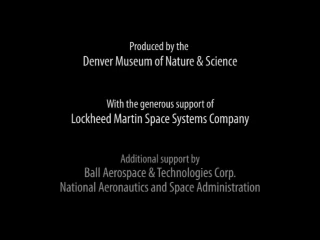 Produced by the
Denver Museum of Nature & Science
With the generous support of
Lockheed Martin Space Systems Company
Additional support by
Ball Aerospace & Technologies Corp.
National Aeronautics and Space Administration